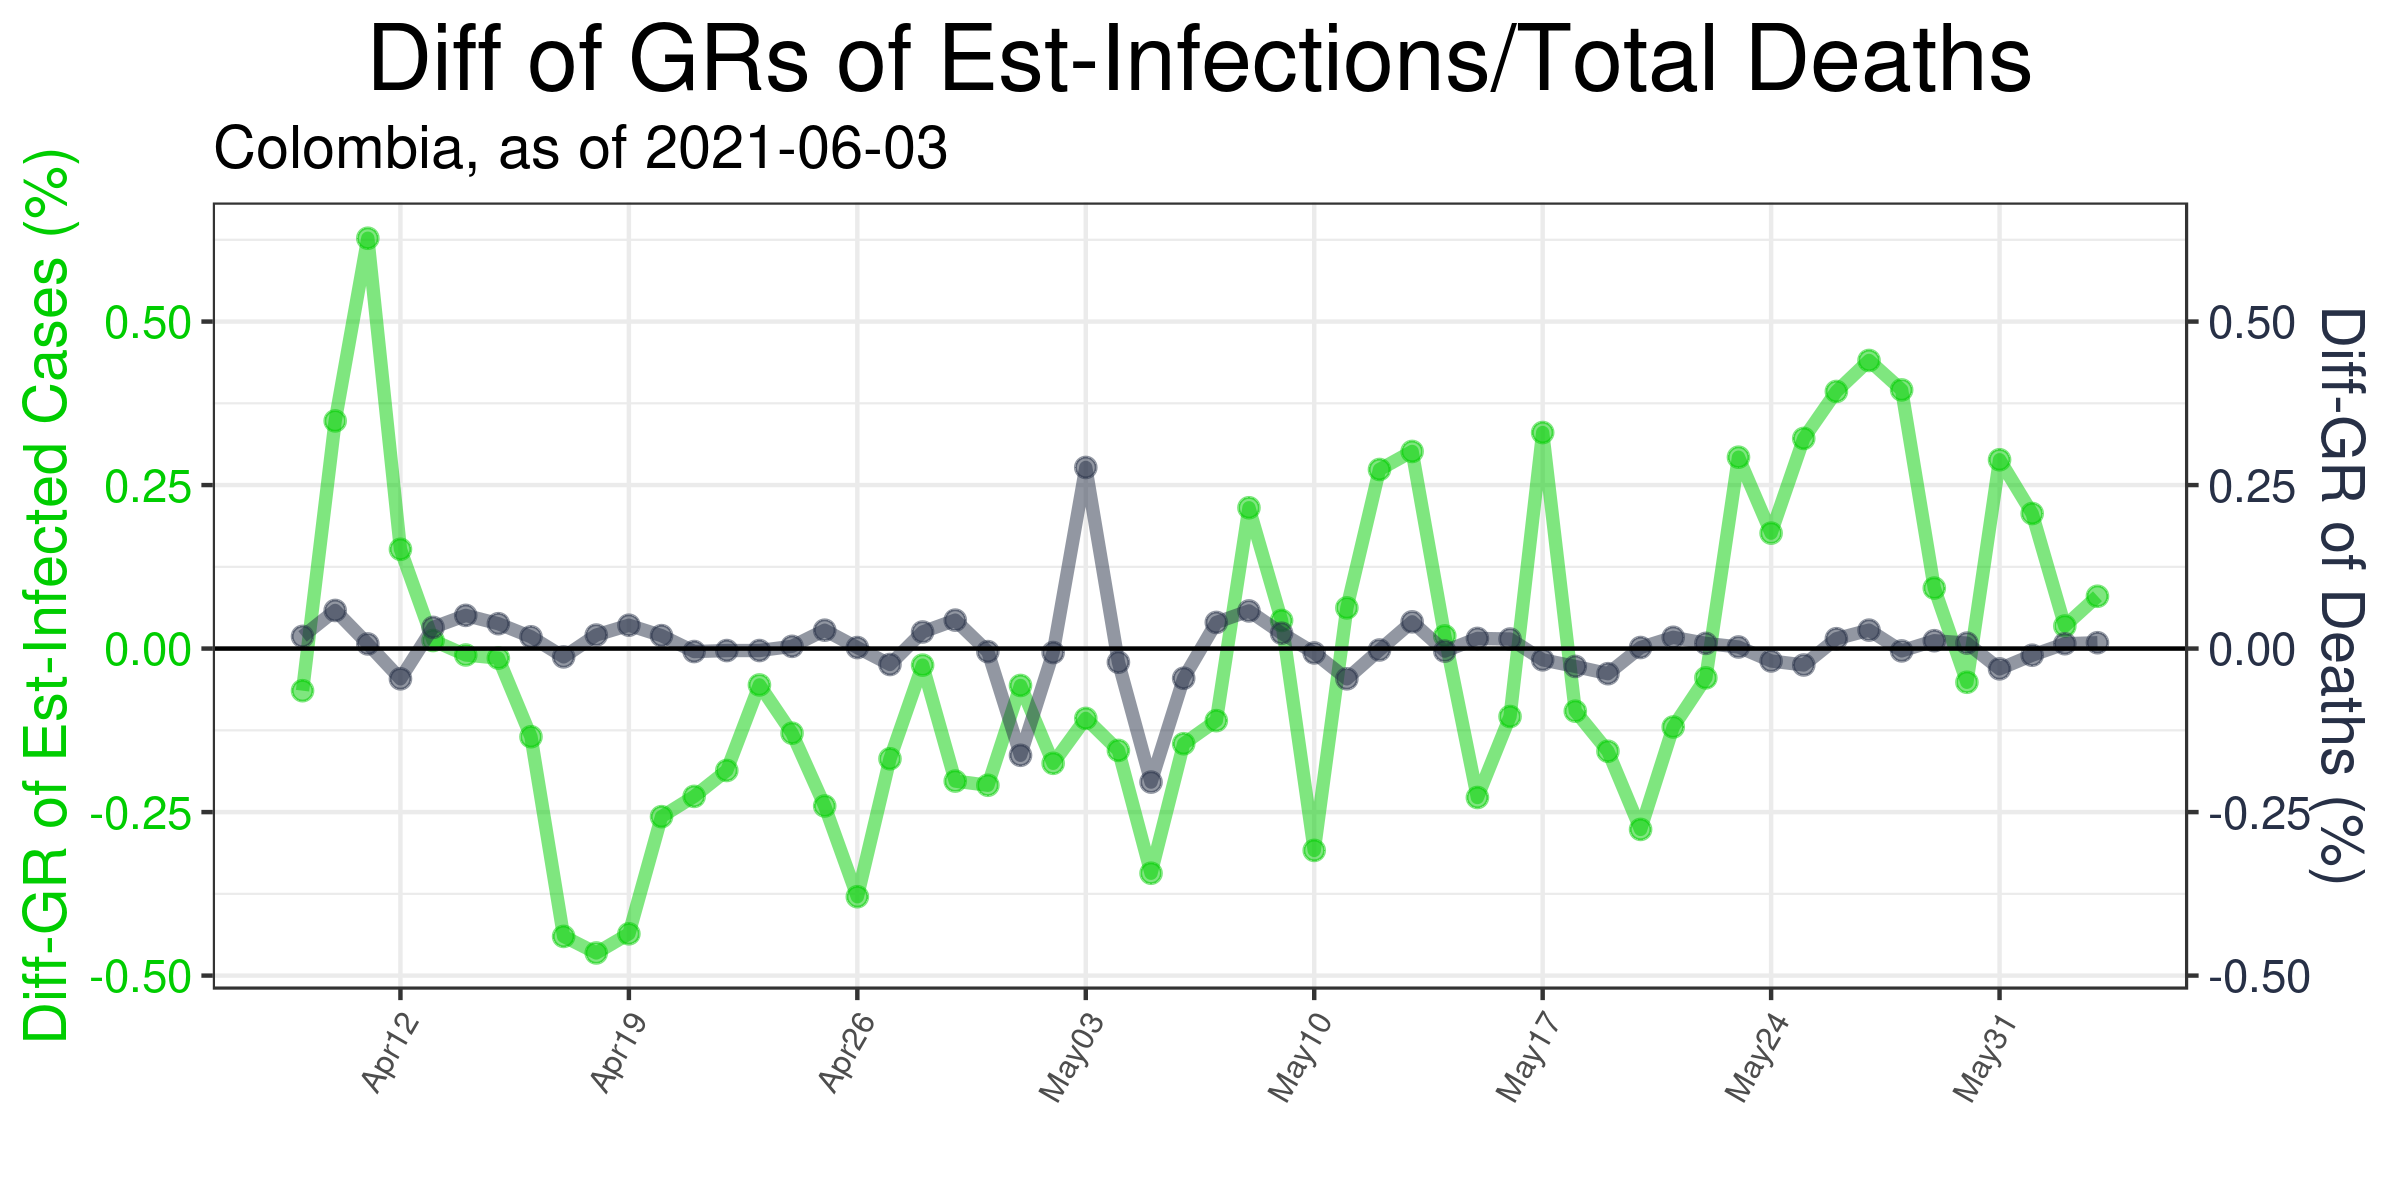 Diff of GRs of Est-Infections/Total Deaths
Colombia, as of 2021-06-03
Diff-GR of Est-Infected Cases (%)
0.50
0.25
0.00
-0.25
-0.50
0.50
0.25
0.00
-0.25
-0.50
Diff-GR of Deaths (%)
Apr12
Apr19
Apr26
May03
May10
May17
May24
May31